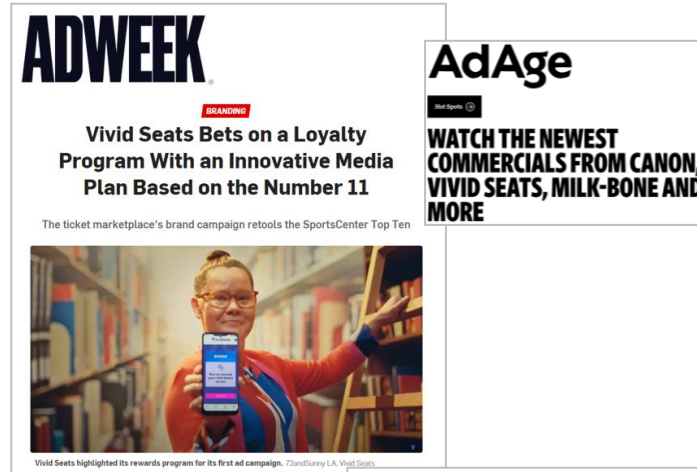 ADWEEK
BRANDING
Vivid Seats Bets on a Loyalty
Program With an Innovative Media
Plan Based on the Number 11
The ticket marketplace's brand campaign retools the SportsCenter Top Ten
Vivid Seats highlighted its rewards program for its first ad campaign. 72andSunny LA, Vivid Seats
AdAge
Hot Spots
WATCH THE NEWEST
COMMERCIALS FROM CANON,
VIVID SEATS, MILK-BONE AND
MORE